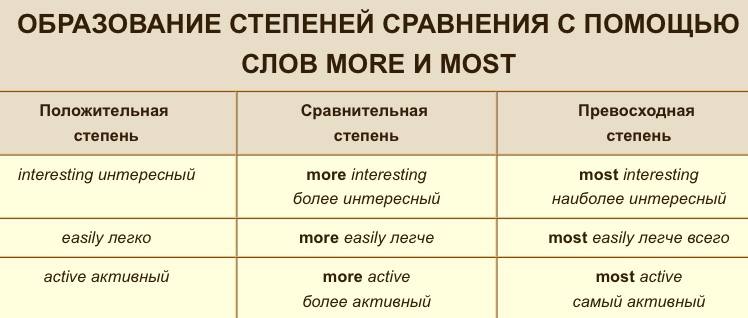 ОБРАЗОВАНИЕ СТЕПЕНЕЙ СРАВНЕНИЯ С ПОМОЩЬЮ
СЛОВ MORE И MOST
Положительная
степень
Сравнительная
степень
Превосходная
степень
interesting интересный
more interesting
более интересный
most interesting
наиболее интересный
easily легко
more easily легче
most easily легче всего
active активный
more active
более активный
most active
самый активный